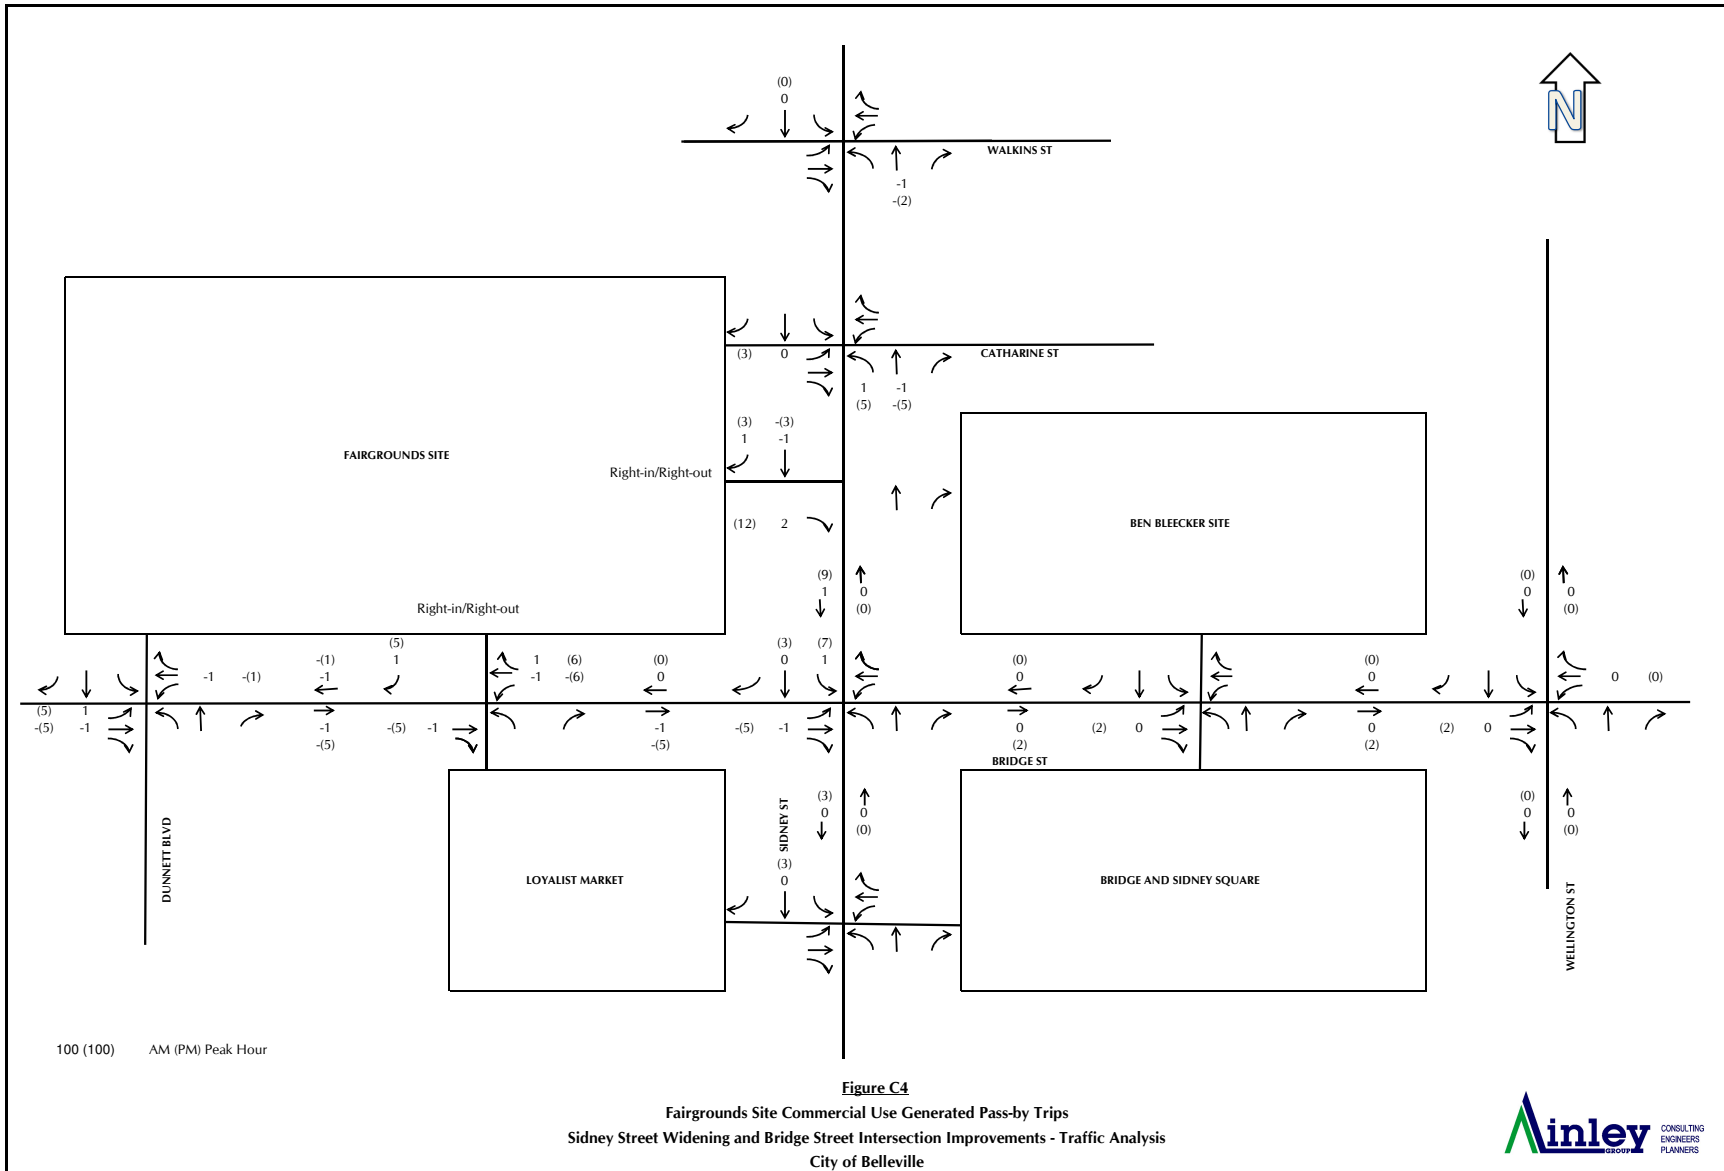 (0)
0
N
WALKINS ST
-1
-(2)
CATHARINE ST
(3) 0
1 -1
(5) -(5)
(3) -(3)
1 -1
FAIRGROUNDS SITE
Right-in/Right-out
(12) 2
BEN BLEECKER SITE
(9)
1 0
(0)
(0)
0 0
(0)
Right-in/Right-out
(5)
1
-(1)
-1
-1 -(1)
1 (6)
-1 -(6)
(0)
0
(3) (7)
0 1
(0)
0
(0)
0
0 (0)
(5) 1
-(5) -1
-1
-(5)
-(5) -1
-1
-(5)
-(5) -1
0
(2)
(2) 0
0
(2)
(2) 0
BRIDGE ST
DUNNETT BLVD
SIDNEY ST
(3)
0 0
(0)
(0)
0 0
(0)
(3)
0
LOYALIST MARKET
BRIDGE AND SIDNEY SQUARE
WELLINGTON ST
100 (100) AM (PM) Peak Hour
Figure C4
Fairgrounds Site Commercial Use Generated Pass-by Trips
Sidney Street Widening and Bridge Street Intersection Improvements - Traffic Analysis
City of Belleville
Ainley
GROUP
CONSULTING
ENGINEERS
PLANNERS